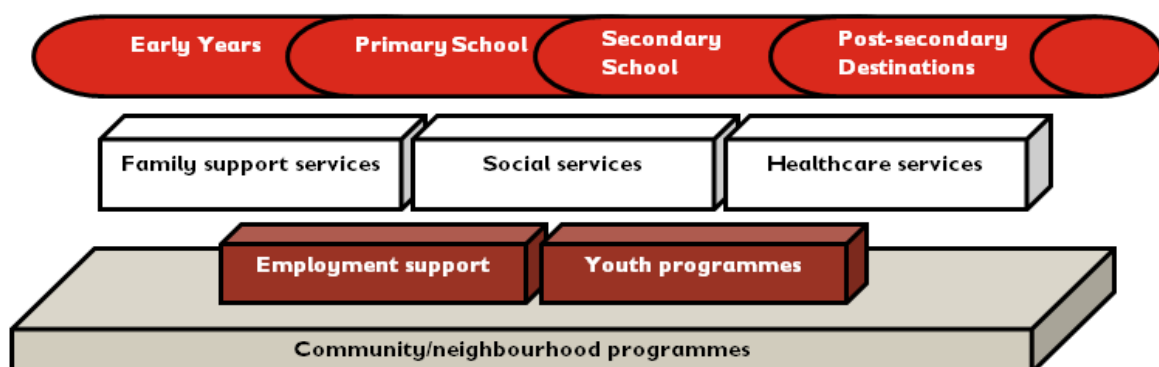 Early Years
Primary School
Secondary
School
Post-secondary
Destinations
Family support services
Social services
Healthcare services
Employment support
Youth programmes
Community/neighbourhood programmes